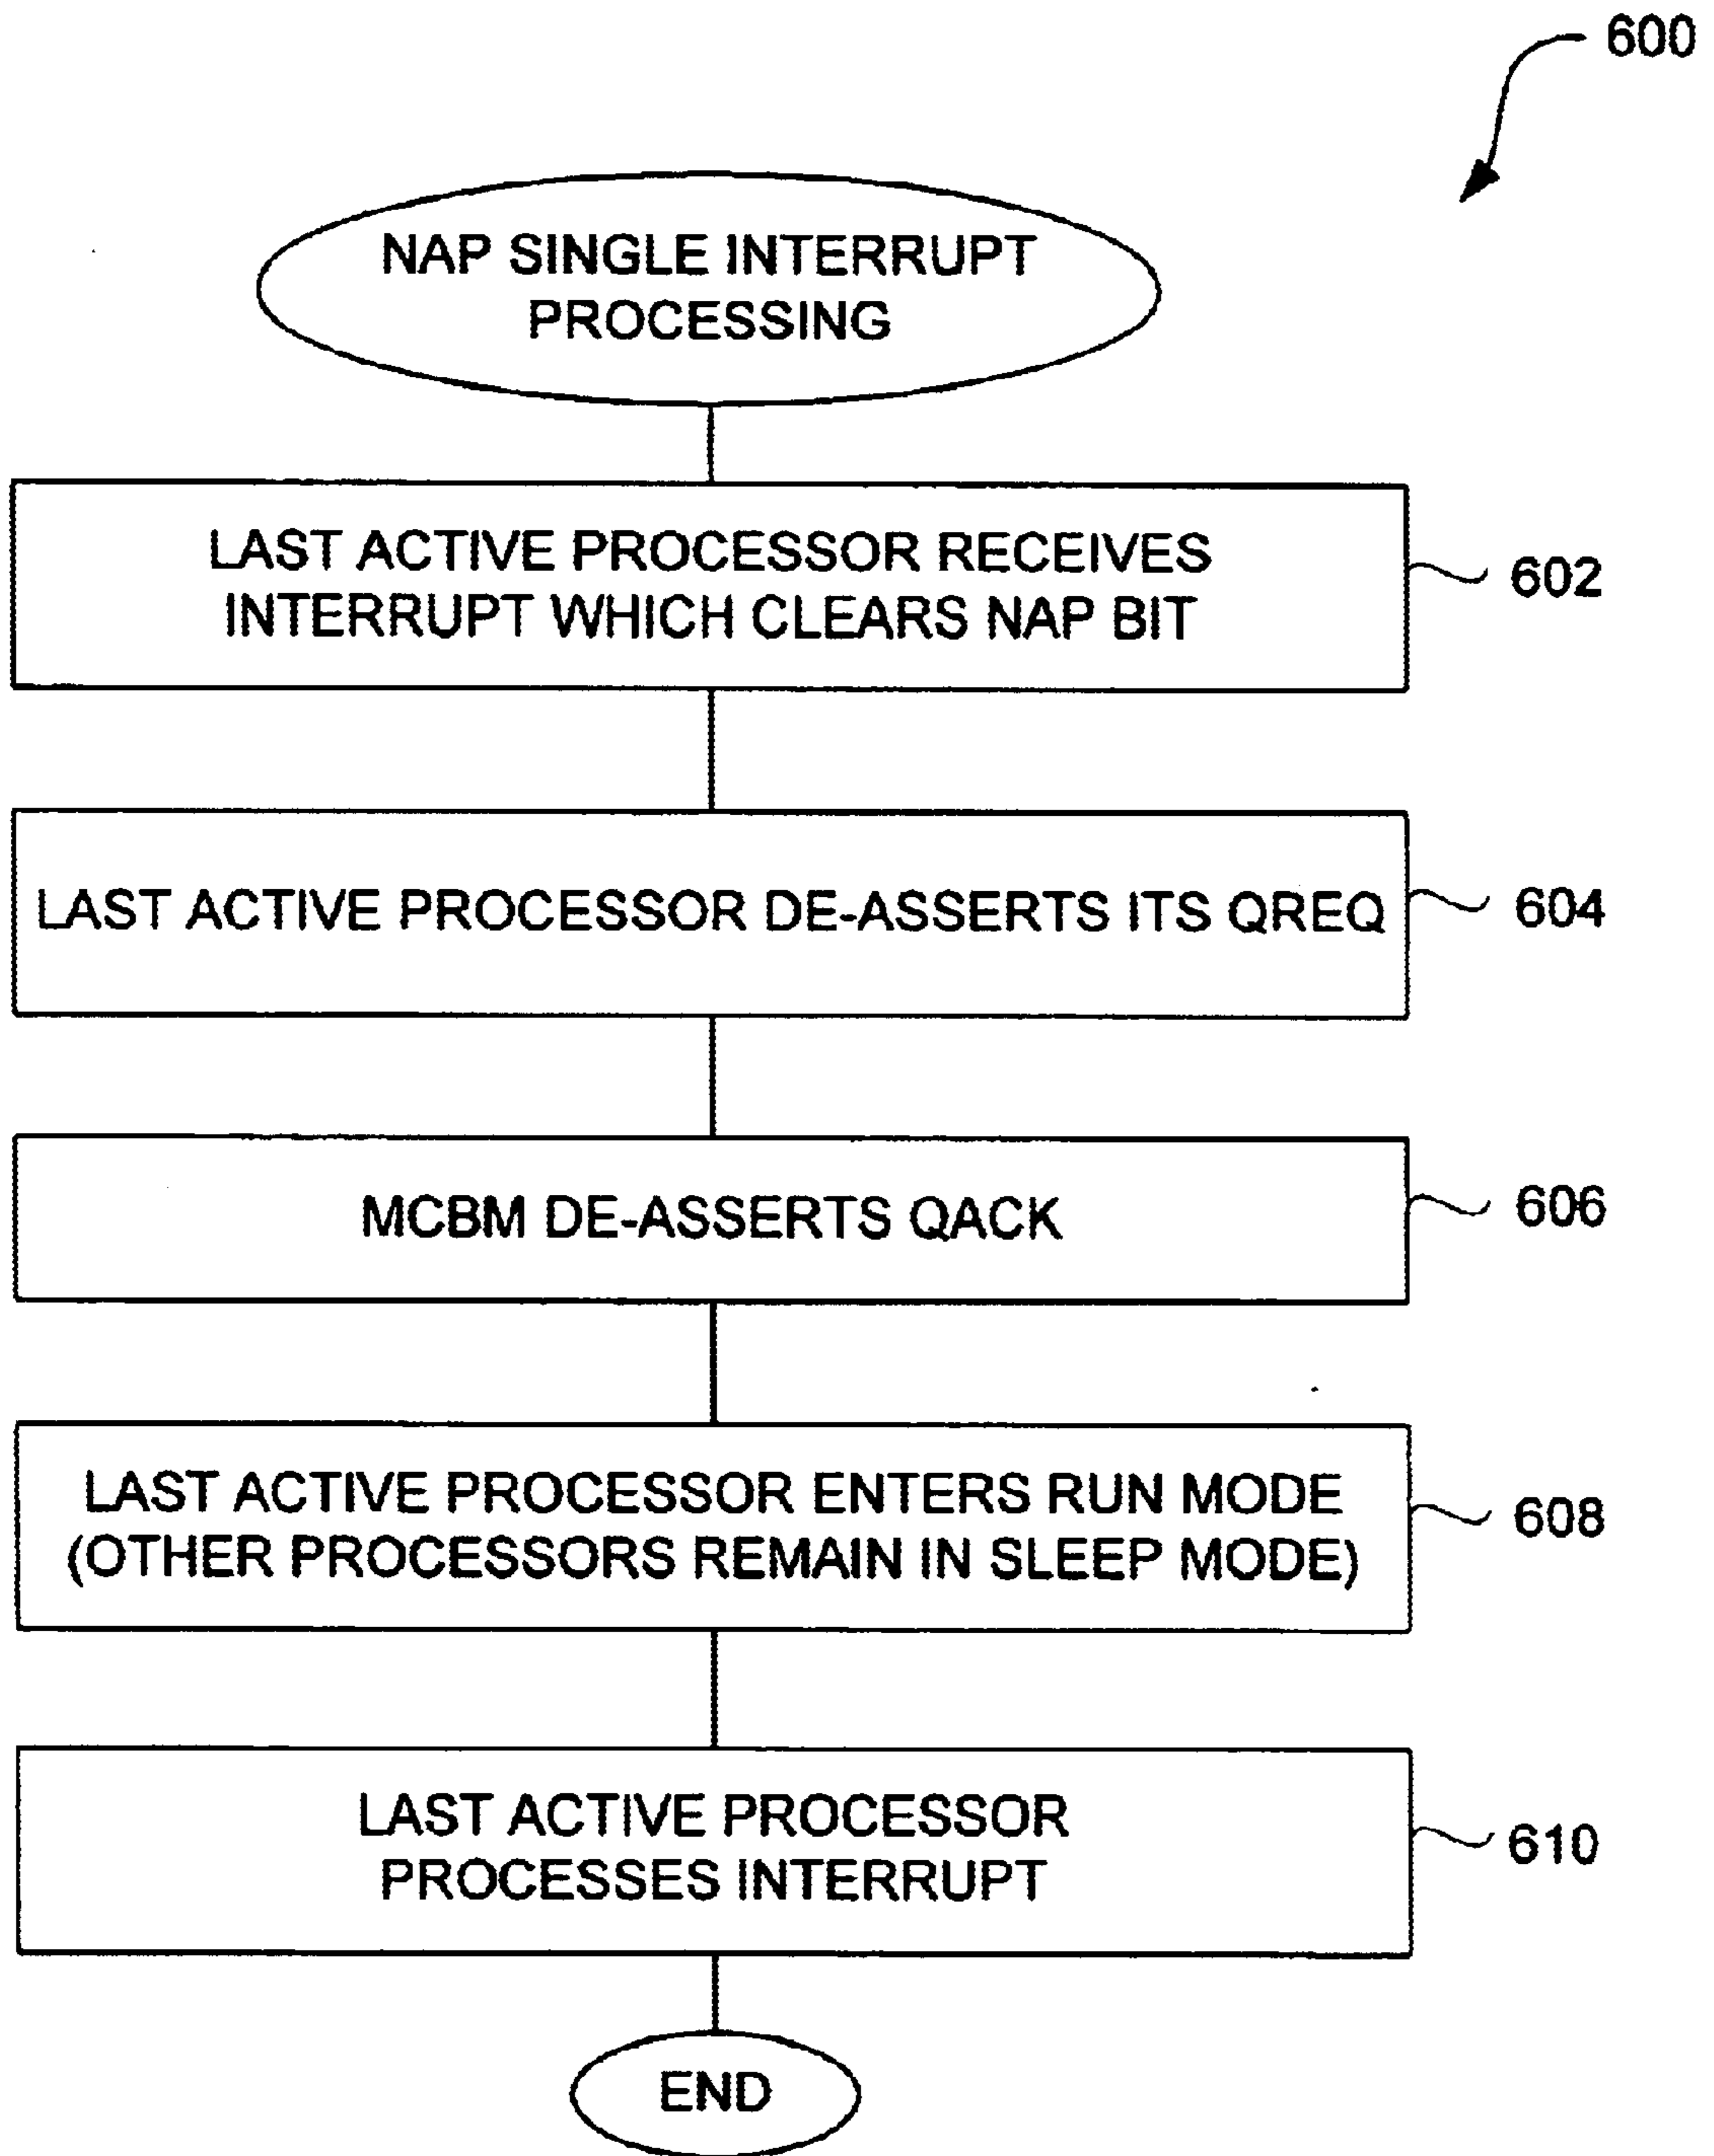 600
NAP SINGLE INTERRUPT
PROCESSING
LAST ACTIVE PROCESSOR RECEIVES
INTERRUPT WHICH CLEARS NAP BIT
602
LAST ACTIVE PROCESSOR DE-ASSERTS ITS QREQ
604
MCBM DE-ASSERTS QACK
606
LAST ACTIVE PROCESSOR ENTERS RUN MODE
(OTHER PROCESSORS REMAIN IN SLEEP MODE)
608
LAST ACTIVE PROCESSOR
PROCESSES INTERRUPT
610
END